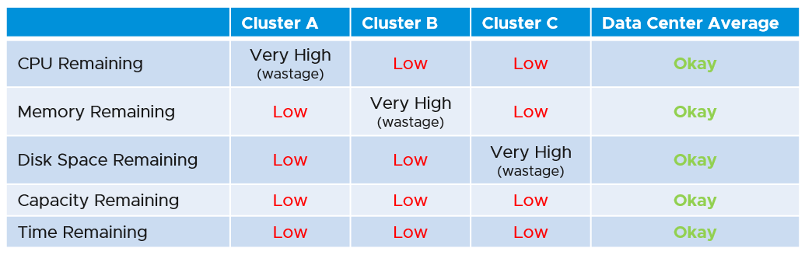 Cluster A Cluster B Cluster C Data Center Average
CPU Remaining Very High (wastage) Low Low Okay
Memory Remaining Low Very High (wastage) Low Okay
Disk Space Remaining Low Low Very High (wastage) Okay
Capacity Remaining Low Low Low Okay
Time Remaining Low Low Low Okay